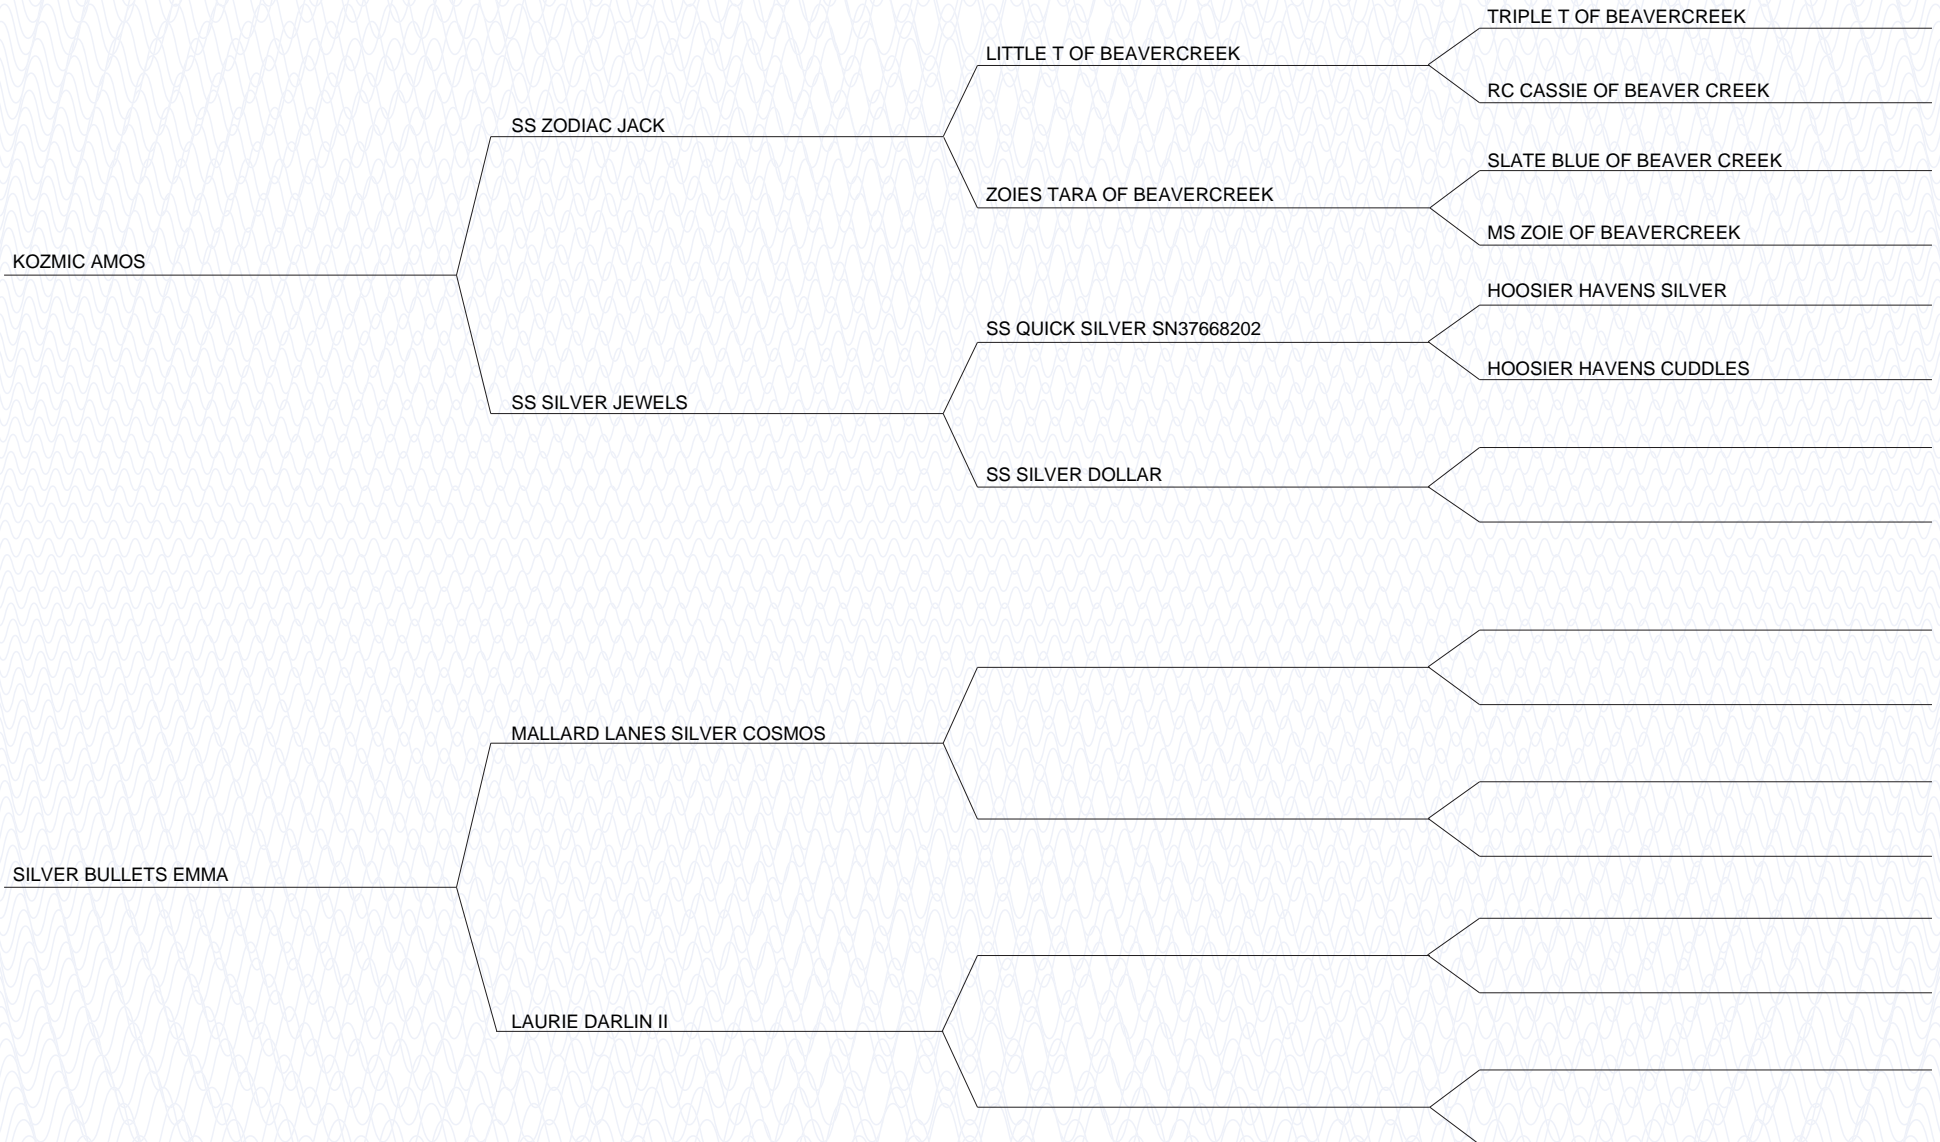 TRIPLE T OF BEAVERCREEK
LITTLE T OF BEAVERCREEK
RC CASSIE OF BEAVER CREEK
SS ZODIAC JACK
SLATE BLUE OF BEAVER CREEK
ZOIES TARA OF BEAVERCREEK
MS ZOIE OF BEAVERCREEK
KOZMIC AMOS
HOOSIER HAVENS SILVER
SS QUICK SILVER SN37668202
HOOSIER HAVENS CUDDLES
SS SILVER JEWELS
SS SILVER DOLLAR
MALLARD LANES SILVER COSMOS
SILVER BULLETS EMMA
LAURIE DARLIN II